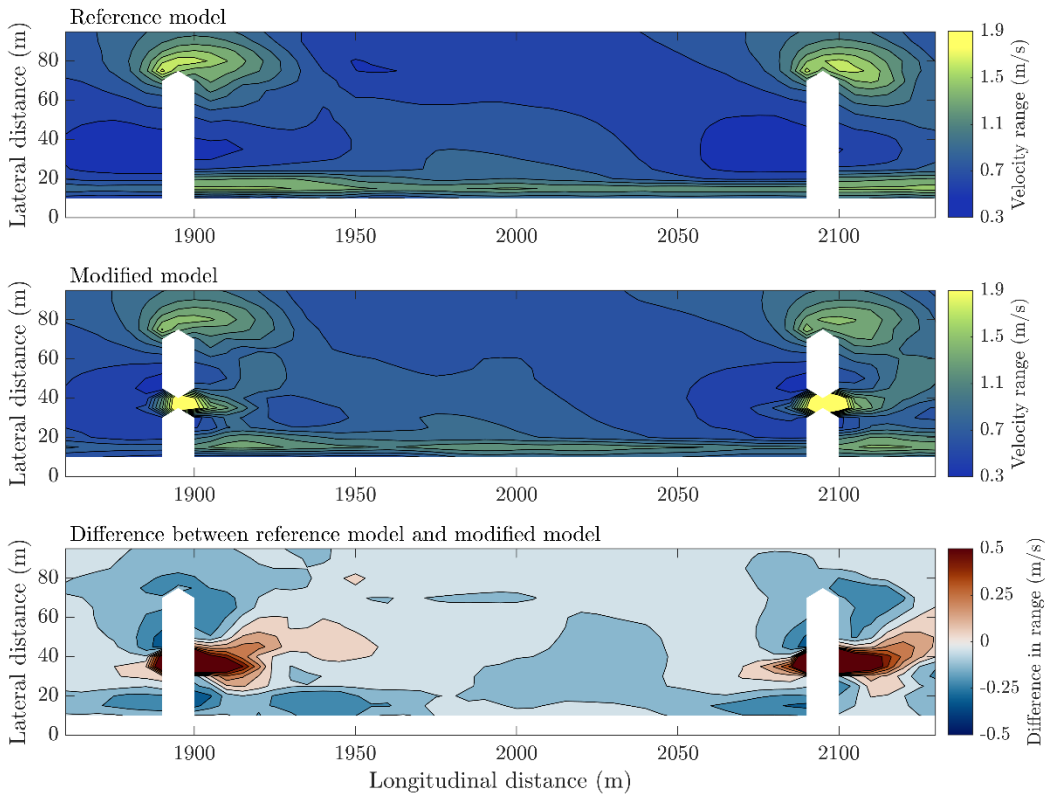 Reference model
Lateral distance (m)
80
60
40
20
0
1900 1950 2000 2050 2100
1.9
1.5
1.1
0.7
0.3
Velocity range (m/s)
Modified model
Lateral distance (m)
80
60
40
20
0
1900 1950 2000 2050 2100
1.9
1.5
1.1
0.7
0.3
Velocity range (m/s)
Difference between reference model and modified model
Lateral distance (m)
80
60
40
20
0
1900 1950 2000 2050 2100
Longitudinal distance (m)
0.5
0.25
0
-0.25
-0.5
Difference in range (m/s)